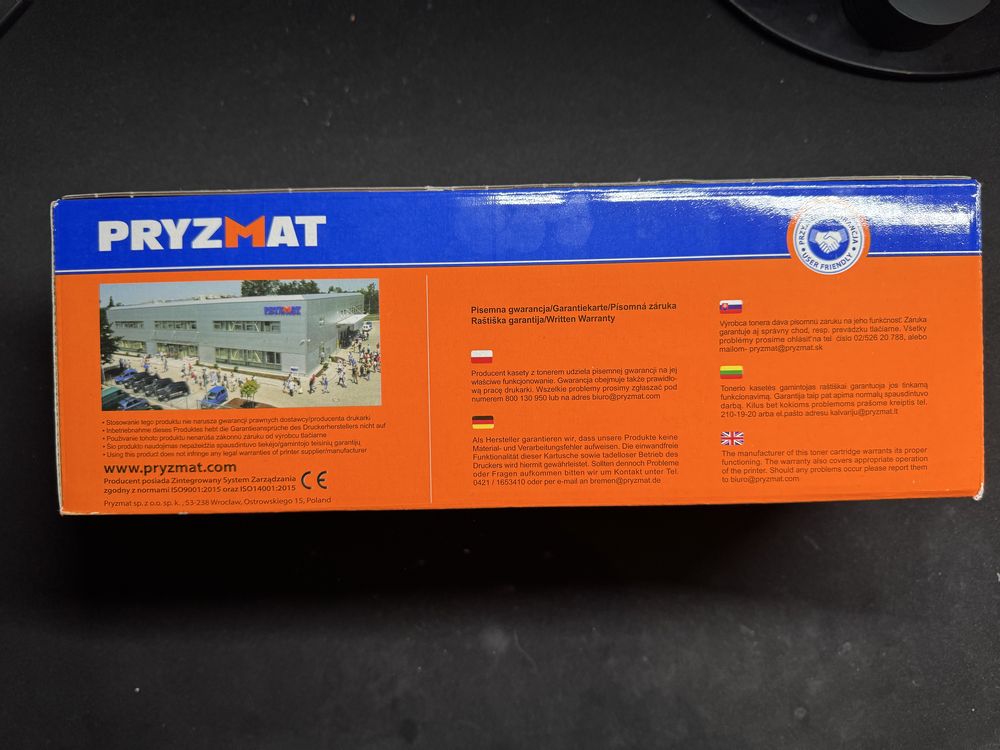 PRYZMAT
USER FRIENDLY
PRYZMAT
• Stosowanie tego produktu nie narusza gwarancji prawnych dostawcy/producenta drukarki
• Inbetriebnahme dieses Produktes hebt die Garantieansprüche des Druckerherstellers nicht auf
• Používanie tohoto produktu nenarúša zákonnú záruku od výrobcu tlačiarne
• Šio produkto naudojimas nepažeidžia spausdintuvo tiekėjo/gamintojo teisinių garantijų
• Using this product does not infringe any legal warranties of printer supplier/manufacturer
www.pryzmat.com
Producent posiada Zintegrowany System Zarządzania
zgodny z normami ISO9001:2015 oraz ISO14001:2015
CE
Pryzmat sp. z o.o. sp. k. , 53-238 Wrocław, Ostrowskiego 15, Poland
Pisemna gwarancja/Garantiekarte/Písomná záruka
Raštiška garantija/Written Warranty
Producent kasety z tonerem udziela pisemnej gwarancji na jej
właściwe funkcjonowanie. Gwarancja obejmuje także prawidło-
wą pracę drukarki. Wszelkie problemy prosimy zgłaszać pod
numerem 800 130 950 lub na adres biuro@pryzmat.com
Als Hersteller garantieren wir, dass unsere Produkte keine
Material- und Verarbeitungsfehler aufweisen. Die einwandfreie
Funktionalität dieser Kartusche sowie tadelloser Betrieb des
Druckers wird hiermit gewährleistet. Sollten dennoch Probleme
oder Fragen aufkommen bitten wir um Kontakt unter Tel.
0421 / 1653410 oder per e-mail an bremen@pryzmat.de
Výrobca tonera dáva písomnú záruku na jeho funkčnosť. Záruka
garantuje aj správny chod, resp. prevádzku tlačiarne. Všetky
problémy prosíme ohlásiť na tel. číslo 02/526 20 788, alebo
mailom- pryzmat@pryzmat.sk
Tonerio kasetės gamintojas raštiškai garantuoja jos tinkamą
funkcionavimą. Garantija taip pat apima normalų spausdintuvo
darbą. Kilus bet kokioms problemoms prašome kreiptis tel.
210-19-20 arba el.pašto adresu kalvariju@pryzmat.lt
The manufacturer of this toner cartridge warrants its proper
functioning. The warranty also covers appropriate operation
of the printer. Should any problems occur please report them
to biuro@pryzmat.com